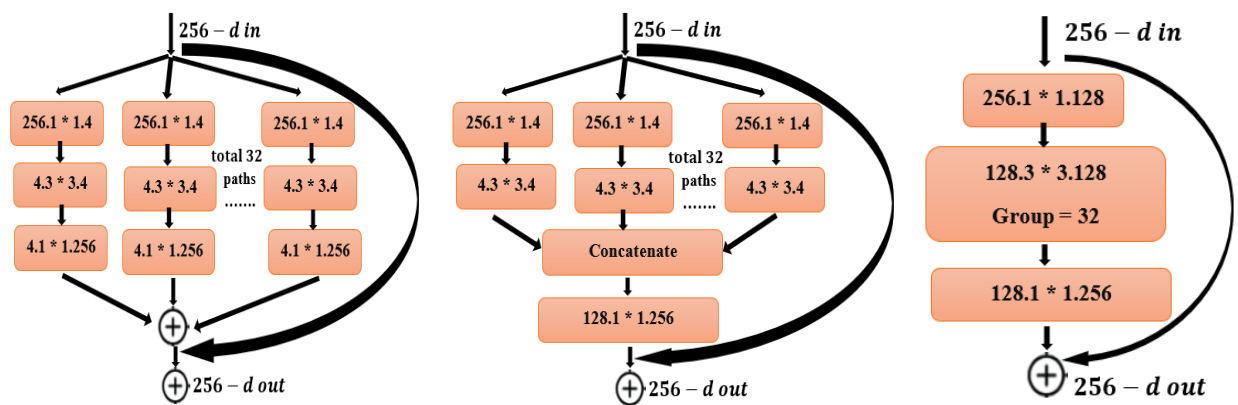 256 – d in
256.1 * 1.4
256.1 * 1.4
256.1 * 1.4
total 32
paths
.......
4.3 * 3.4
4.3 * 3.4
4.3 * 3.4
4.1 * 1.256
4.1 * 1.256
4.1 * 1.256
256 – d out
256 – d in
256.1 * 1.4
256.1 * 1.4
256.1 * 1.4
total 32
paths
.......
4.3 * 3.4
4.3 * 3.4
4.3 * 3.4
Concatenate
128.1 * 1.256
256 – d out
256 – d in
256.1 * 1.128
128.3 * 3.128
Group = 32
128.1 * 1.256
256 – d out